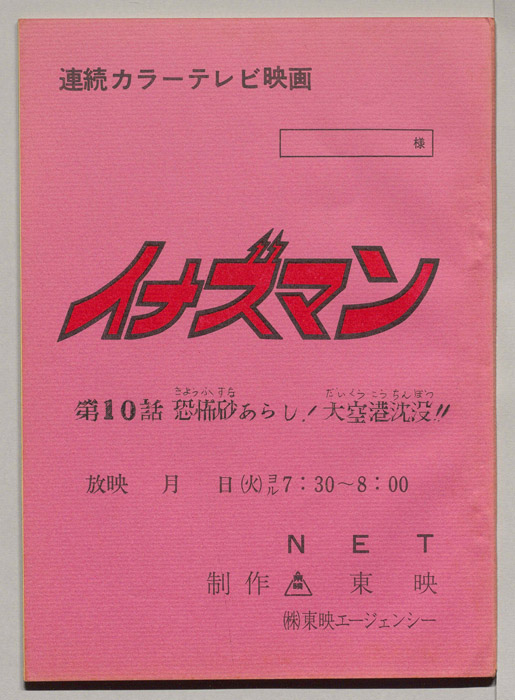 連続カラーテレビ映画
様
イナズマン
きょうふすな だいくうこうちんぼつ
第10話 恐怖砂あらし! 大空港沈没!!
放映 月 日(火)ヨル7:30〜8:00
NET
制作 東映 東映
㈱東映エージェンシー